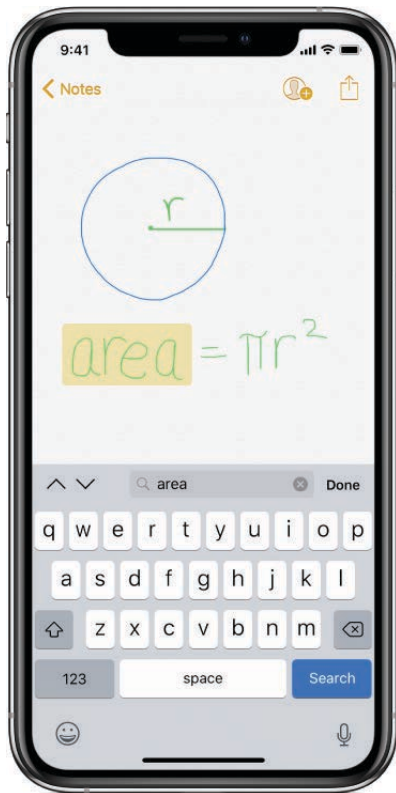 9:41
Notes
r
area = πr²
area
Done
q w e r t y u i o p
a s d f g h j k l
z x c v b n m
123
space
Search